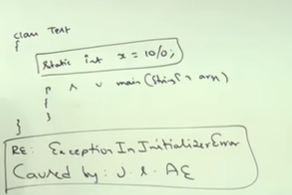 class Test
{
static int x = 10/0;
p s v main (String[] args)
{
}
}
RE: ExceptionInInitializerError
Caused by: J. l. AE